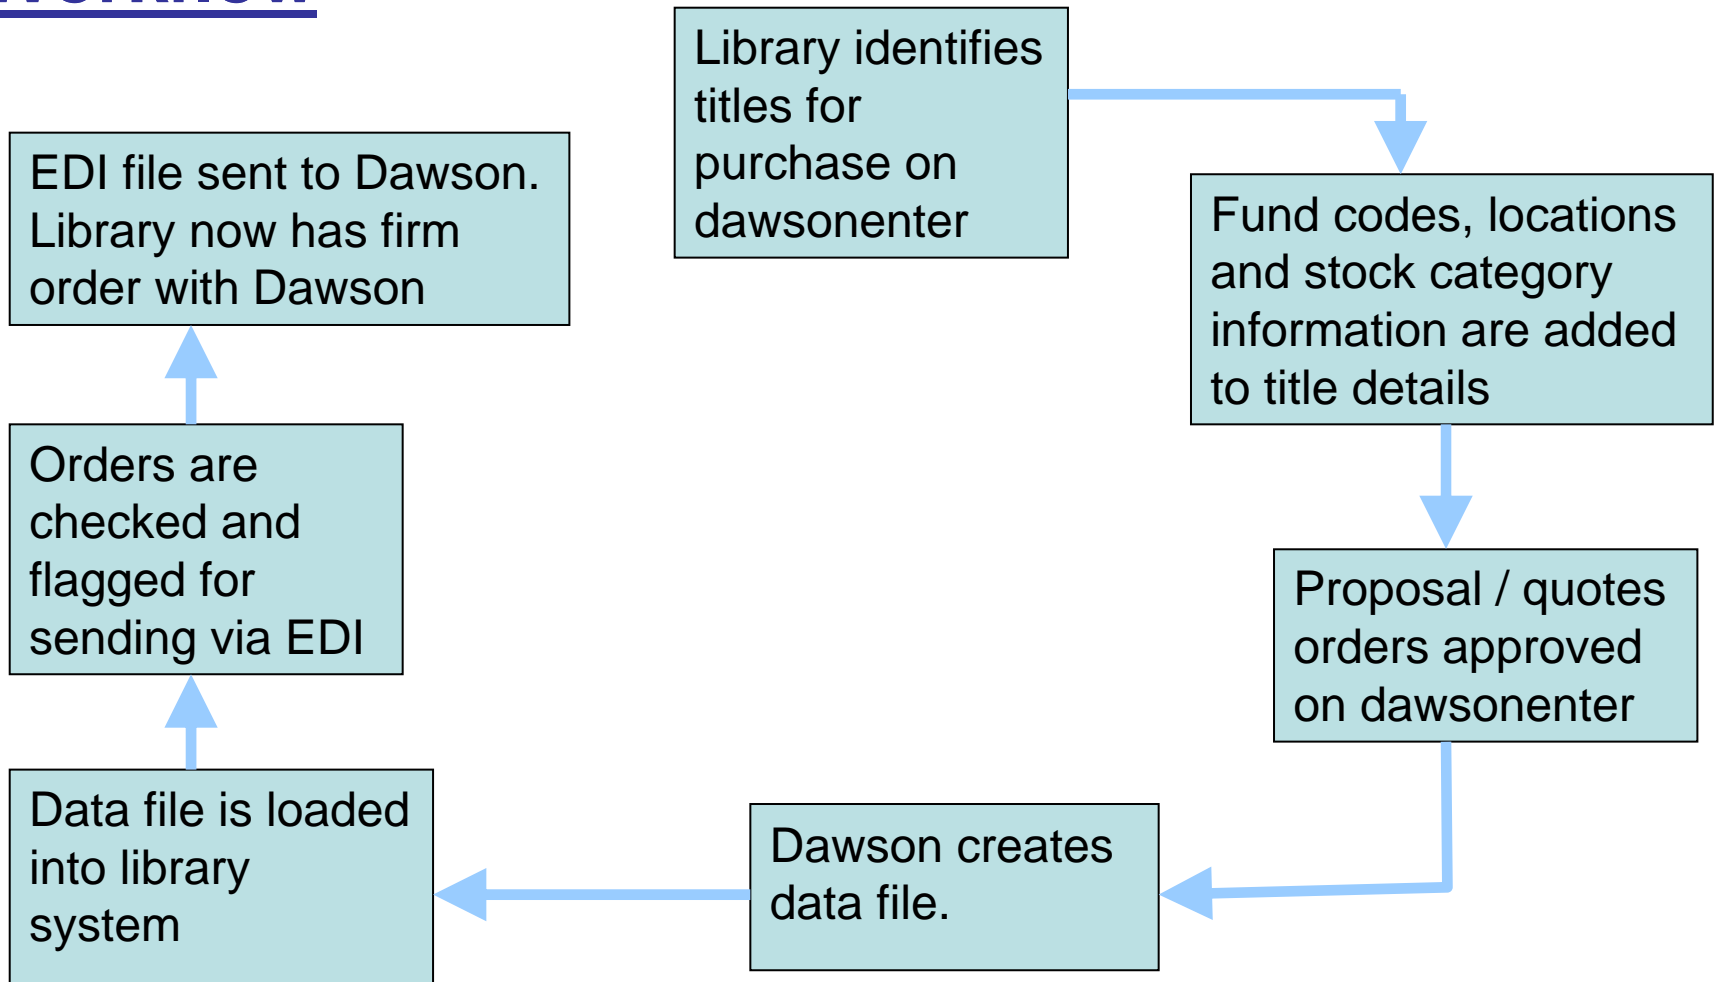 Library identifies
titles for
purchase on
dawsonenter
Fund codes, locations
and stock category
information are added
to title details
Proposal / quotes
orders approved
on dawsonenter
Dawson creates
data file.
Data file is loaded
into library
system
Orders are
checked and
flagged for
sending via EDI
EDI file sent to Dawson.
Library now has firm
order with Dawson